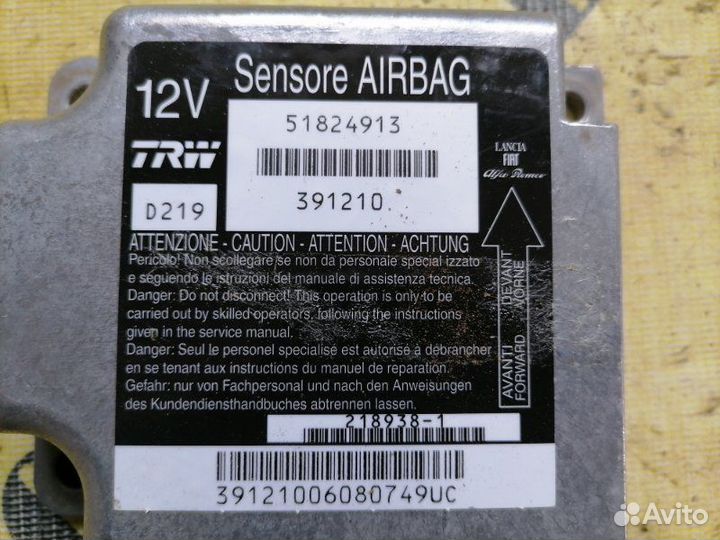 12V
Sensore AIRBAG
51824913
TRW
391210
D219
LANCIA
FIAT
Alfa Romeo
ATTENZIONE - CAUTION - ATTENTION - ACHTUNG
Pericolo! Non scollegare se non da personale special izzato
e seguendo le istruzioni del manuale di assistenza tecnica.
Danger: Do not disconnect! This operation is only to be
carried out by skilled operators, following the instructions
given in the service manual.
Danger: Seul le personel specialise est autorise à debrancher
en se tenant aux instructions du manuel de reparation.
Gefahr: nur von Fachpersonal und nach den Anweisungen
des Kundendiensthandbuches abtrennen lassen.
AVANTI DEVANT
FORWARD VORNE
218938-1
39121006080749UC
Avito